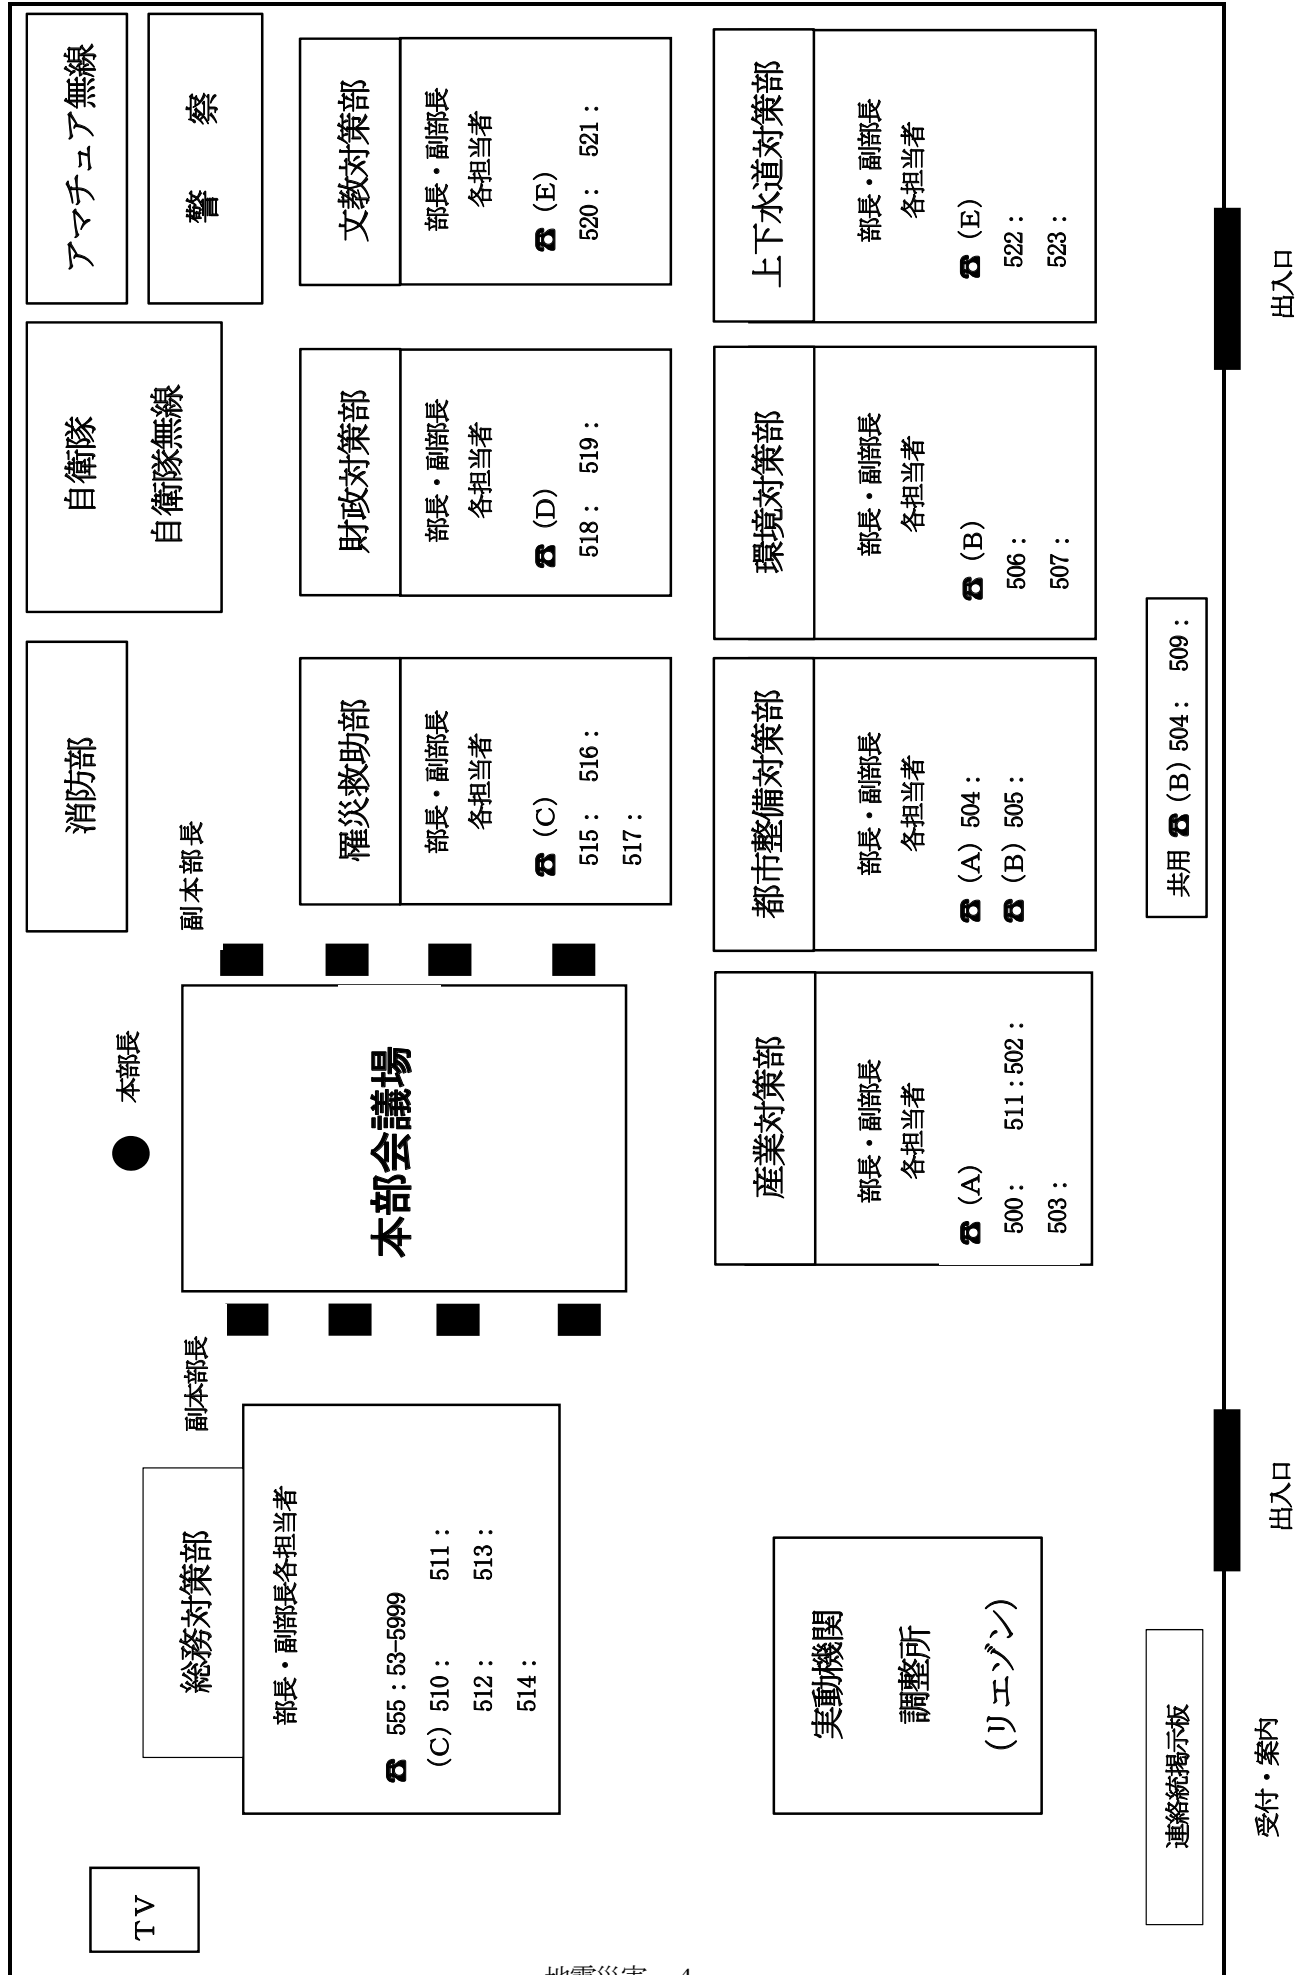 TV
総務対策部
部長・副部長各担当者
☎ 555：53-5999
(C) 510： 511：
512： 513：
514：
副本部長
本部長
本部会議場
副本部長
消防部
自衛隊
自衛隊無線
アマチュア無線
警 察
罹災救助部
部長・副部長
各担当者
☎ (C)
515： 516：
517：
財政対策部
部長・副部長
各担当者
☎ (D)
518： 519：
文教対策部
部長・副部長
各担当者
☎ (E)
520： 521：
実動機関
調整所
(リエゾン)
産業対策部
部長・副部長
各担当者
☎ (A)
500： 511：502：
503：
都市整備対策部
部長・副部長
各担当者
☎ (A) 504：
☎ (B) 505：
環境対策部
部長・副部長
各担当者
☎ (B)
506：
507：
上下水道対策部
部長・副部長
各担当者
☎ (E)
522：
523：
連絡統掲示板
共用 ☎ (B) 504： 509：
受付・案内
出入口
出入口
地震災害 4